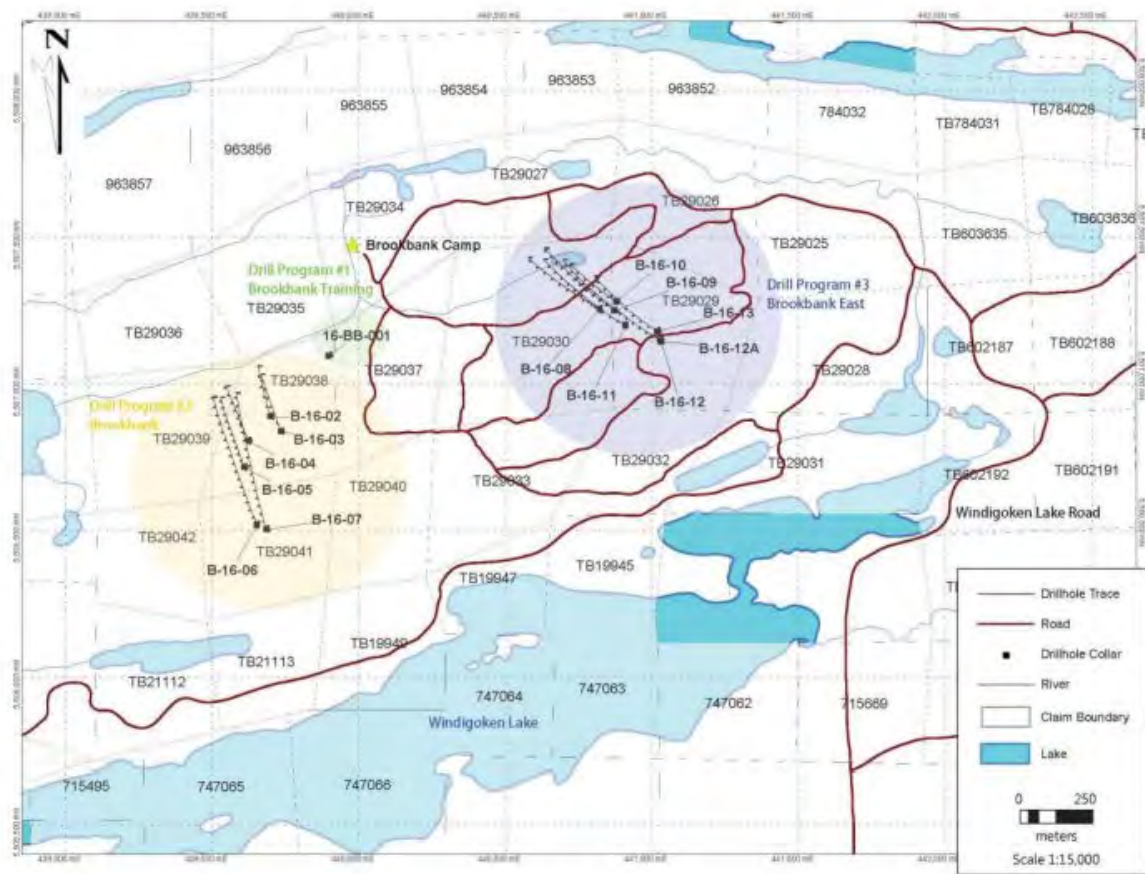 N
963853
963852
963854
963855
784032
TB784028
TB784031
963856
TB29027
963857
TB29026
TB29034
TB603636
TB603635
TB29025
Brookbank Camp
B-16-10
Drill Program #1
Brookbank Training
B-16-09
Drill Program #3
Brookbank East
TB29029
TB29035
B-16-13
TB29036
16-BB-001
TB29030
B-16-12A
TB602187
TB602188
TB29037
B-16-08
TB29028
TB29038
B-16-11
B-16-12
B-16-02
B-16-03
TB29039
B-16-04
TB29032
TB29031
TB602191
TB602192
B-16-05
TB29040
TB29033
Windigoken Lake Road
B-16-07
TB29042
TB29041
B-16-06
TB19947
TB19945
TB19949
TB21113
TB21112
747064
747063
747062
715669
Windigoken Lake
715495
747065
747066
Drillhole Trace
Road
Drillhole Collar
River
Claim Boundary
Lake
0 250
meters
Scale 1:15,000